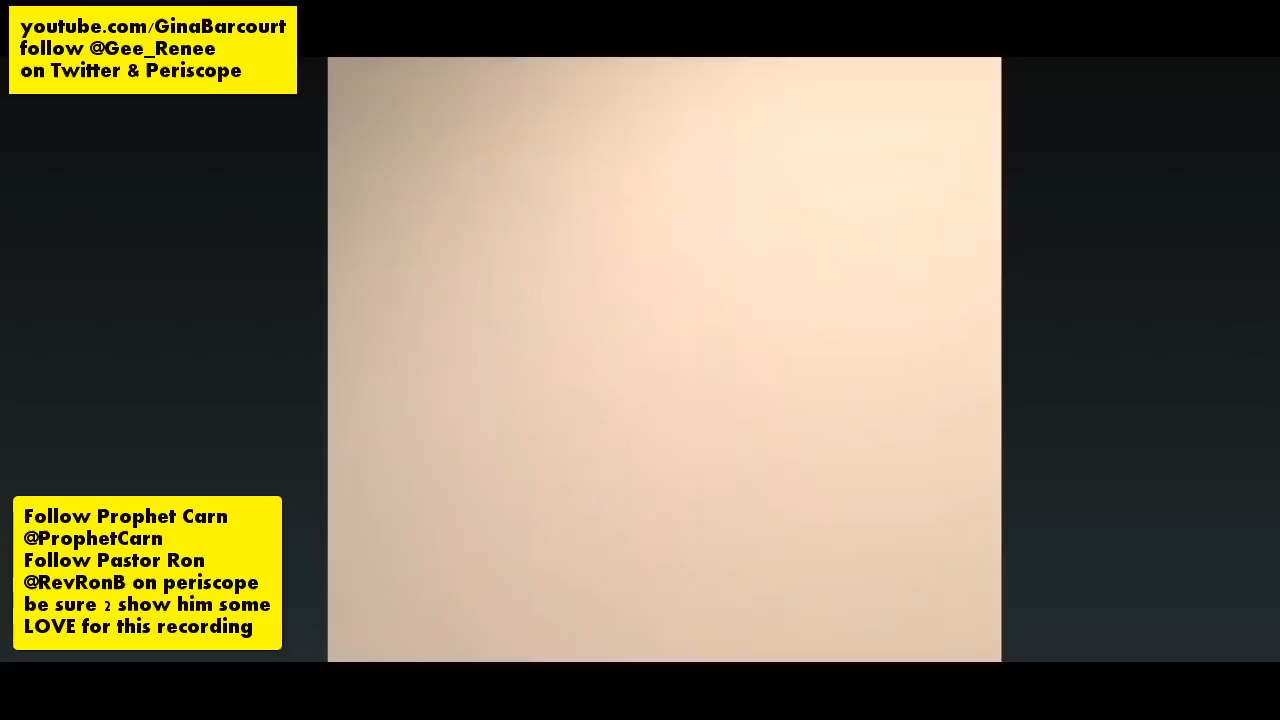 youtube.com/GinaBarcourt
follow @Gee_Renee
on Twitter & Periscope
Follow Prophet Carn
@ProphetCarn
Follow Pastor Ron
@RevRonB on periscope
be sure 2 show him some
LOVE for this recording